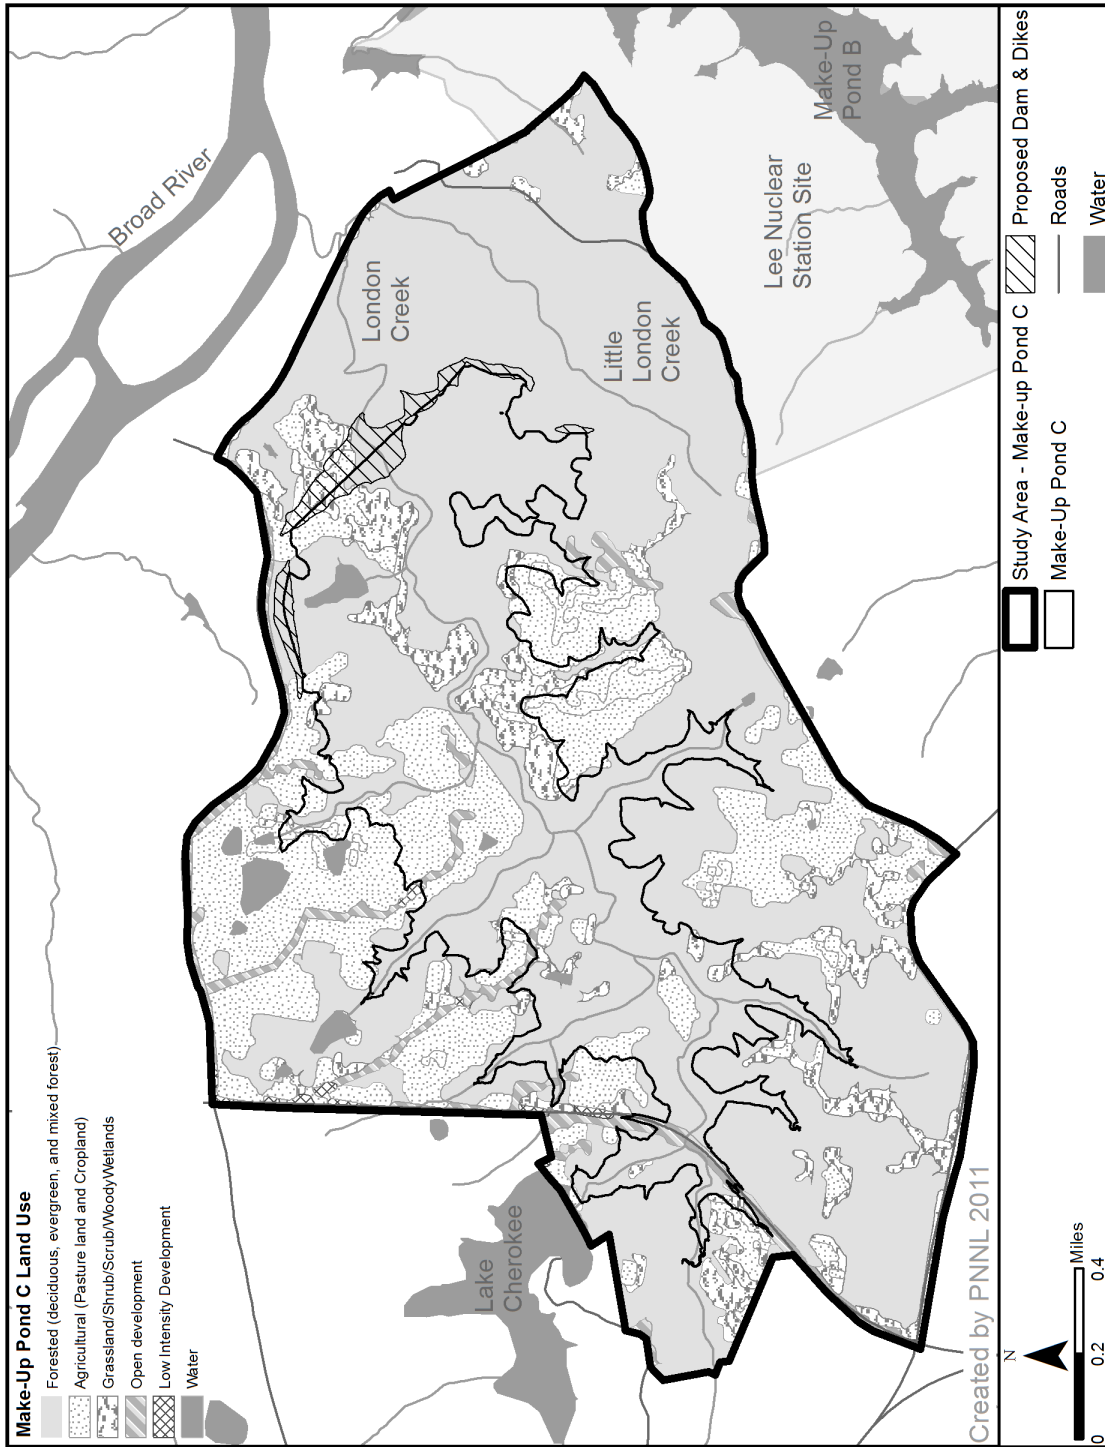 Make-Up Pond C Land Use
Forested (deciduous, evergreen, and mixed forest)
Agricultural (Pasture land and Cropland)
Grassland/Shrub/Scrub/WoodyWetlands
Open development
Low Intensity Development
Water
Broad River
London
Creek
Little
London
Creek
Lee Nuclear
Station Site
Make-Up
Pond B
Lake
Cherokee
Created by PNNL 2011
N
0 0.2 0.4
Miles
Study Area - Make-up Pond C
Make-Up Pond C
Proposed Dam & Dikes
Roads
Water